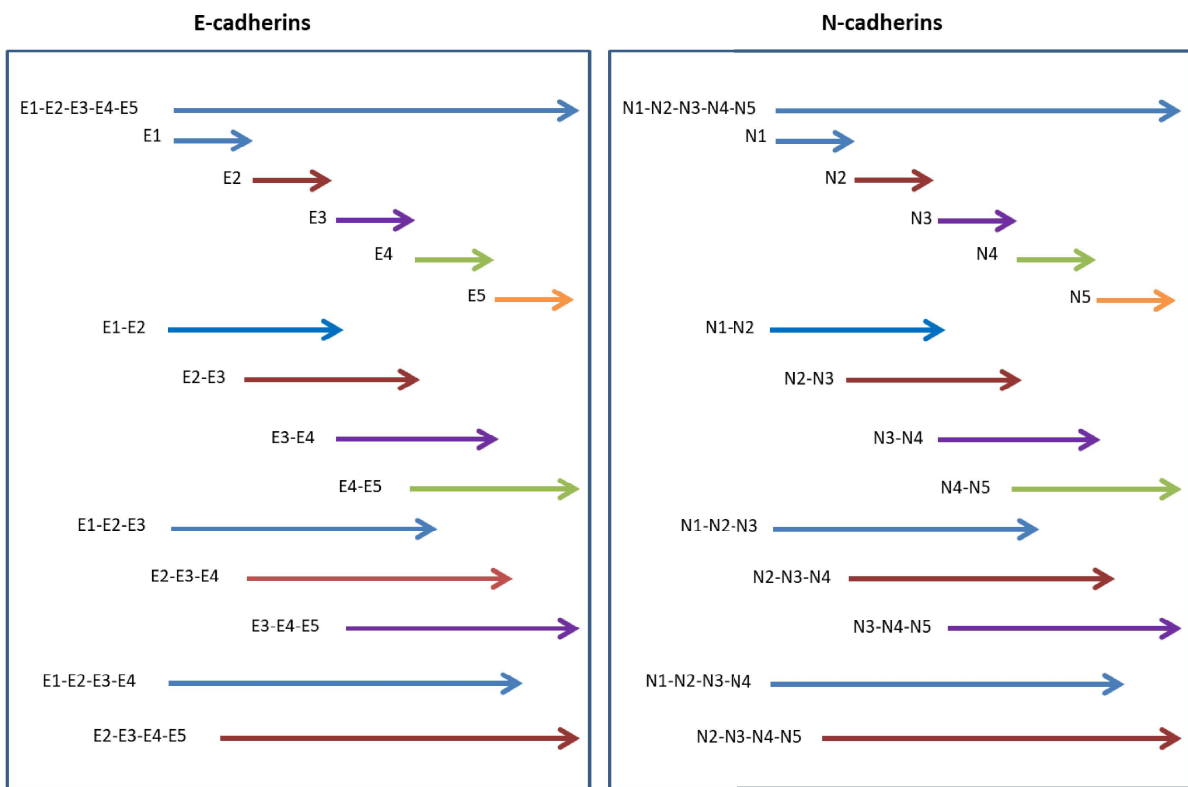 E-cadherins
E1-E2-E3-E4-E5
E1
E2
E3
E4
E5
E1-E2
E2-E3
E3-E4
E4-E5
E1-E2-E3
E2-E3-E4
E3-E4-E5
E1-E2-E3-E4
E2-E3-E4-E5
N-cadherins
N1-N2-N3-N4-N5
N1
N2
N3
N4
N5
N1-N2
N2-N3
N3-N4
N4-N5
N1-N2-N3
N2-N3-N4
N3-N4-N5
N1-N2-N3-N4
N2-N3-N4-N5